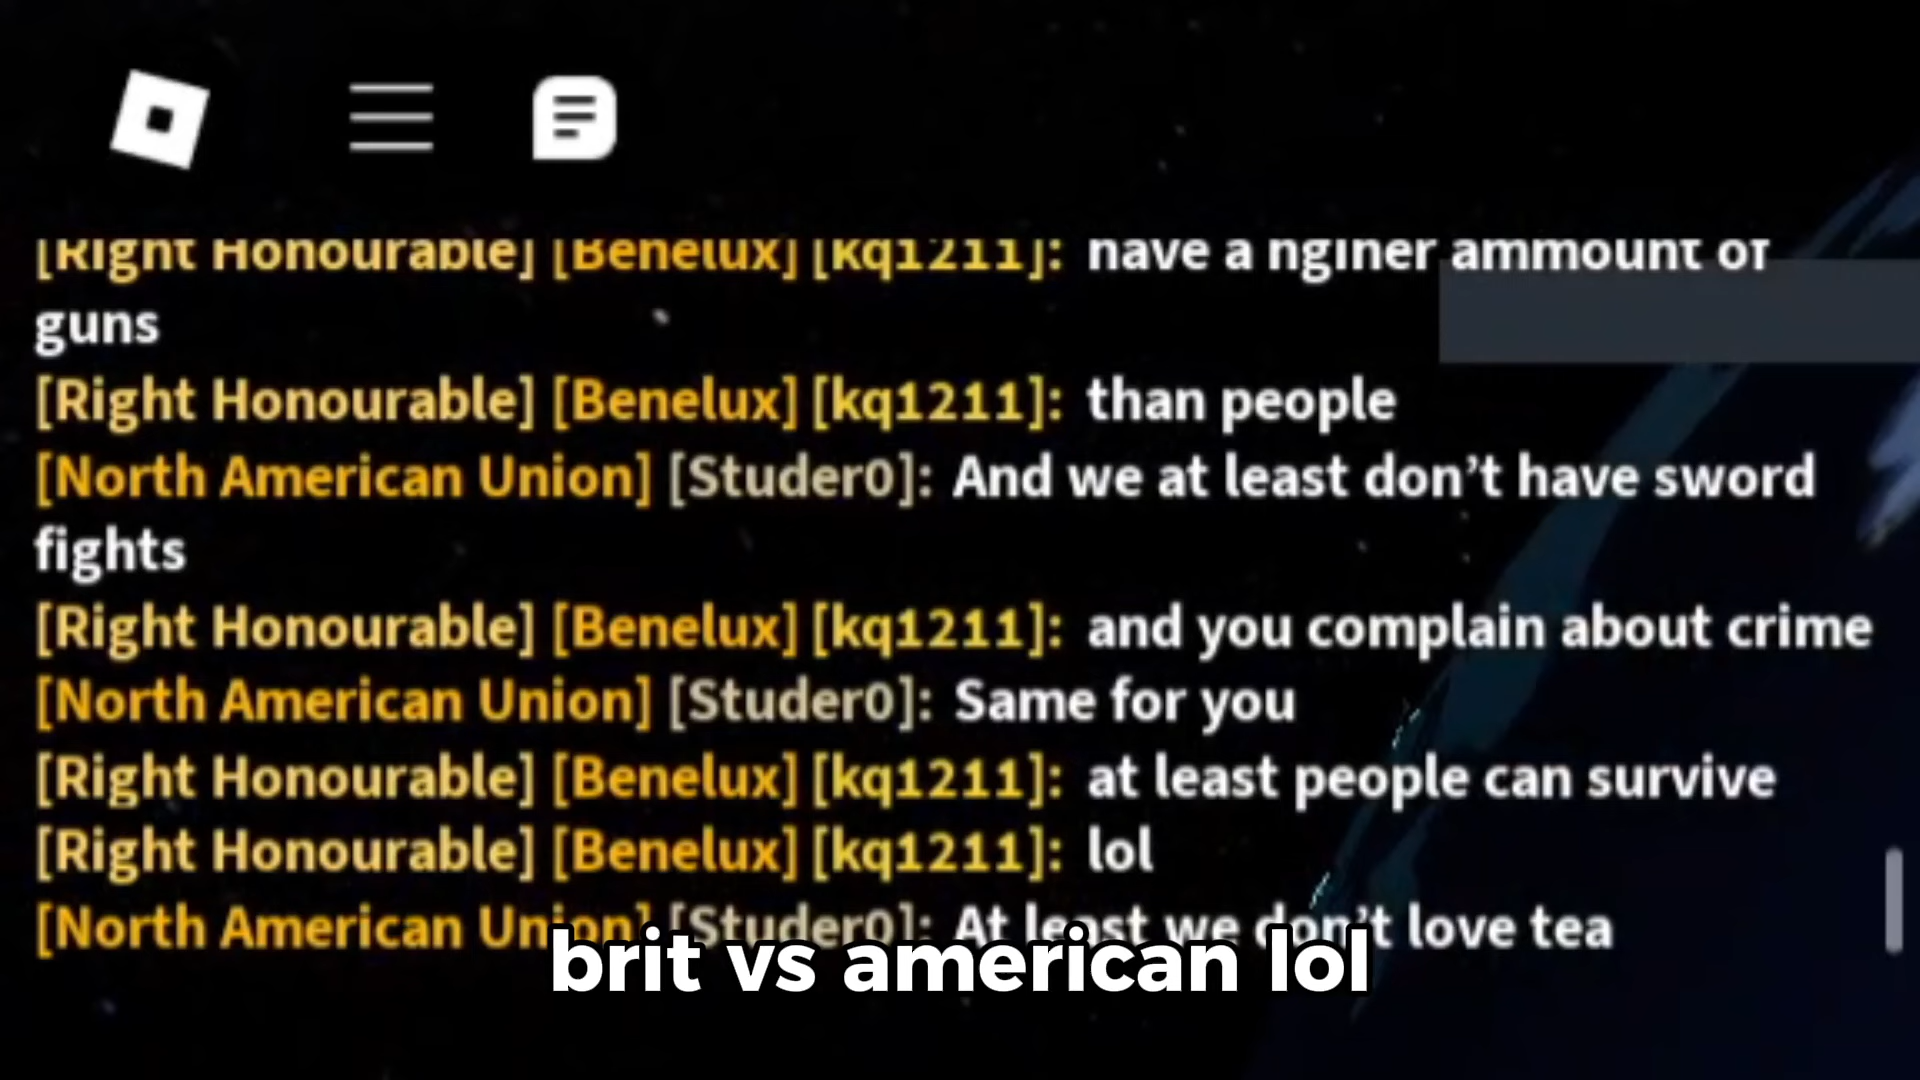 [Right Honourable] [Benelux] [kq1211]: have a nginer ammount of
guns
[Right Honourable] [Benelux] [kq1211]: than people
[North American Union] [Studer0]: And we at least don't have sword
fights
[Right Honourable] [Benelux] [kq1211]: and you complain about crime
[North American Union] [Studer0]: Same for you
[Right Honourable] [Benelux] [kq1211]: at least people can survive
[Right Honourable] [Benelux] [kq1211]: lol
[North American Union] [Studer0]: At least we don't love tea
brit vs american lol